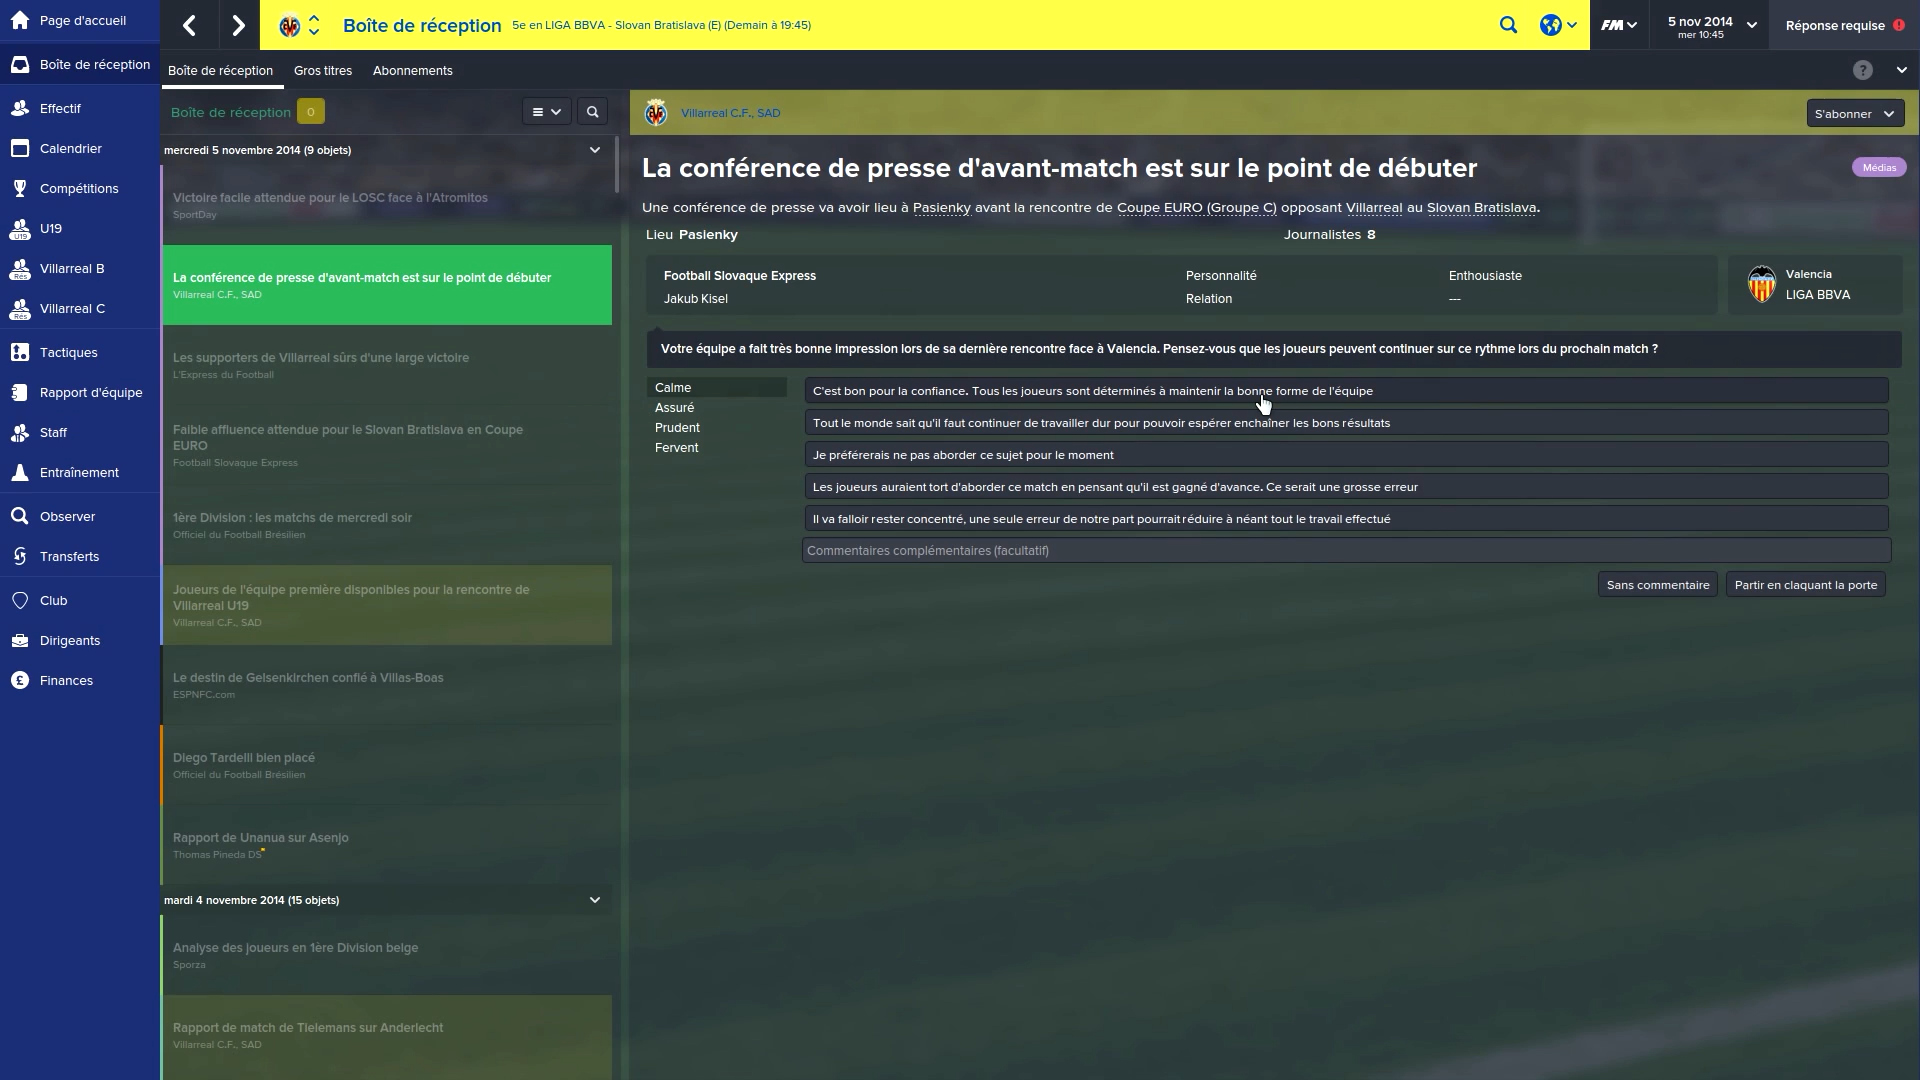 Page d'accueil
Boîte de réception
Effectif
Calendrier
Compétitions
U19
U19
Rés
Villarreal B
Rés
Villarreal C
Tactiques
Rapport d'équipe
Staff
Entraînement
Observer
Transferts
Club
Dirigeants
£
Finances
Boîte de réception 5e en LIGA BBVA - Slovan Bratislava (E) (Demain à 19:45)
FM
5 nov 2014
mer 10:45
Réponse requise !
Boîte de réception Gros titres Abonnements
?
Boîte de réception 0
mercredi 5 novembre 2014 (9 objets)
Victoire facile attendue pour le LOSC face à l'Atromitos
SportDay
La conférence de presse d'avant-match est sur le point de débuter
Villarreal C.F., SAD
Les supporters de Villarreal sûrs d'une large victoire
L'Express du Football
Faible affluence attendue pour le Slovan Bratislava en Coupe
EURO
Football Slovaque Express
1ère Division : les matchs de mercredi soir
Officiel du Football Brésilien
Joueurs de l'équipe première disponibles pour la rencontre de
Villarreal U19
Villarreal C.F., SAD
Le destin de Gelsenkirchen confié à Villas-Boas
ESPNFC.com
Diego Tardelli bien placé
Officiel du Football Brésilien
Rapport de Unanua sur Asenjo
Thomas Pineda DS
mardi 4 novembre 2014 (15 objets)
Analyse des joueurs en 1ère Division belge
Sporza
Rapport de match de Tielemans sur Anderlecht
Villarreal C.F., SAD
Villarreal C.F., SAD
S'abonner
La conférence de presse d'avant-match est sur le point de débuter
Médias
Une conférence de presse va avoir lieu à Pasienky avant la rencontre de Coupe EURO (Groupe C) opposant Villarreal au Slovan Bratislava.
Lieu Pasienky
Journalistes 8
Football Slovaque Express
Personnalité
Enthousiaste
Jakub Kisel
Relation
---
Valencia
LIGA BBVA
Votre équipe a fait très bonne impression lors de sa dernière rencontre face à Valencia. Pensez-vous que les joueurs peuvent continuer sur ce rythme lors du prochain match ?
Calme
Assuré
Prudent
Fervent
C'est bon pour la confiance. Tous les joueurs sont déterminés à maintenir la bonne forme de l'équipe
Tout le monde sait qu'il faut continuer de travailler dur pour pouvoir espérer enchaîner les bons résultats
Je préférerais ne pas aborder ce sujet pour le moment
Les joueurs auraient tort d'aborder ce match en pensant qu'il est gagné d'avance. Ce serait une grosse erreur
Il va falloir rester concentré, une seule erreur de notre part pourrait réduire à néant tout le travail effectué
Commentaires complémentaires (facultatif)
Sans commentaire
Partir en claquant la porte